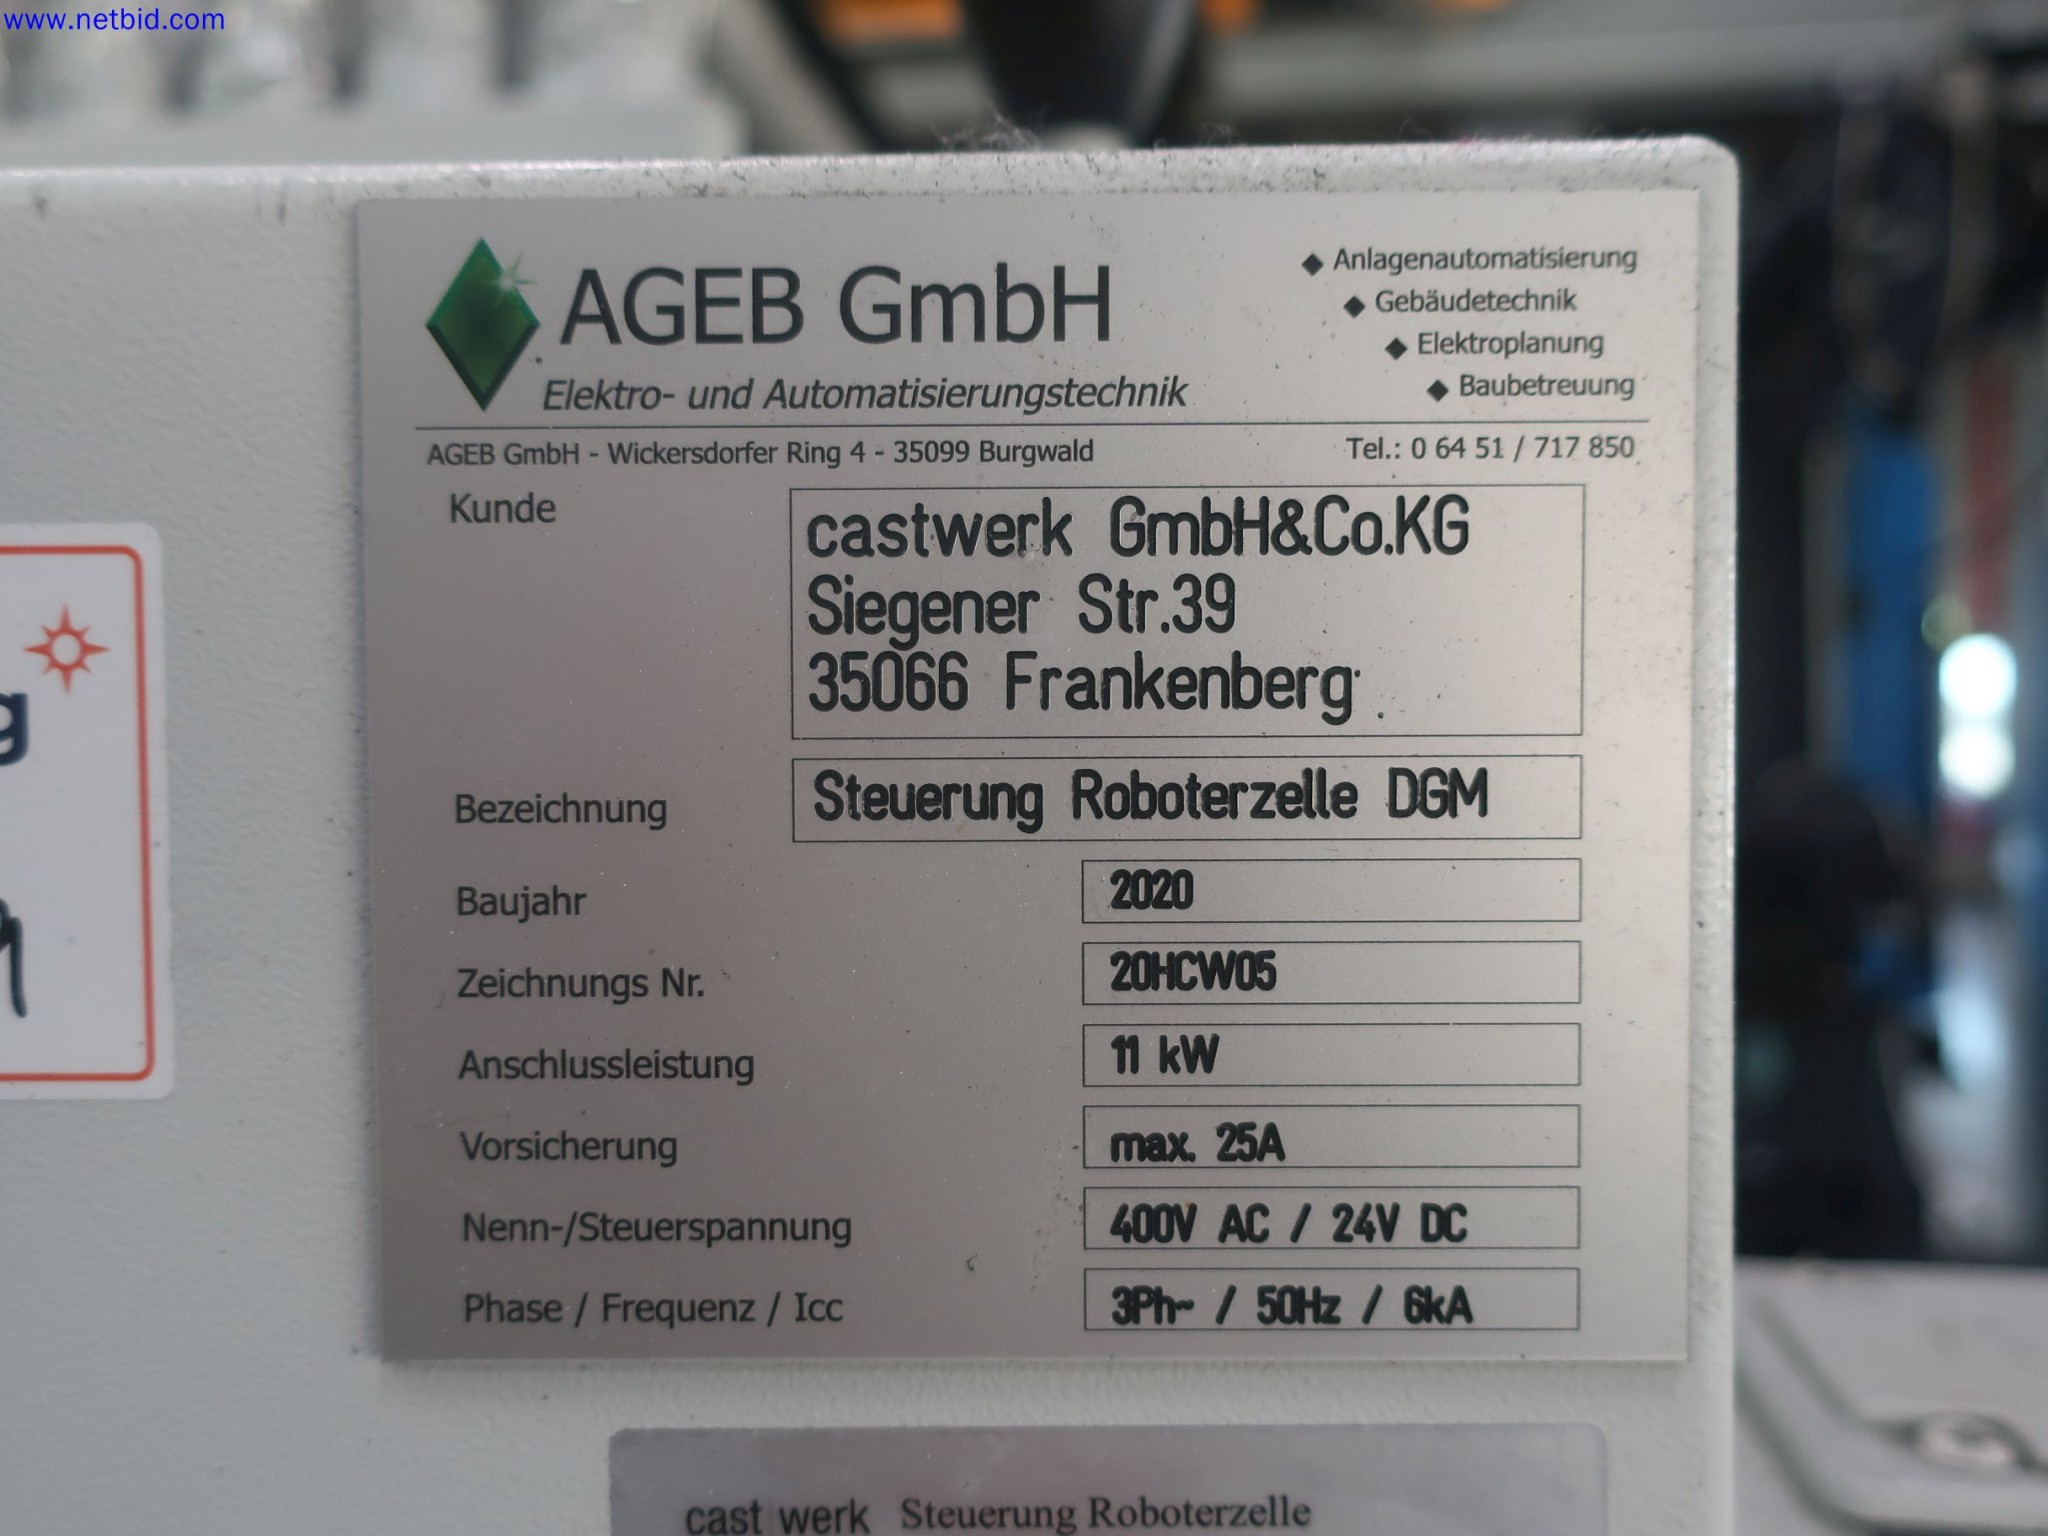 www.netbid.com
AGEB GmbH
Elektro- und Automatisierungstechnik
◆ Anlagenautomatisierung
◆ Gebäudetechnik
◆ Elektroplanung
◆ Baubetreuung
AGEB GmbH - Wickersdorfer Ring 4 - 35099 Burgwald Tel.: 0 64 51 / 717 850
Kunde castwerk GmbH&Co.KG
Siegener Str.39
35066 Frankenberg
Bezeichnung Steuerung Roboterzelle DGM
Baujahr 2020
Zeichnungs Nr. 20HCW05
Anschlussleistung 11 kW
Vorsicherung max. 25A
Nenn-/Steuerspannung 400V AC / 24V DC
Phase / Frequenz / Icc 3Ph~ / 50Hz / 6kA
cast werk Steuerung Roboterzelle